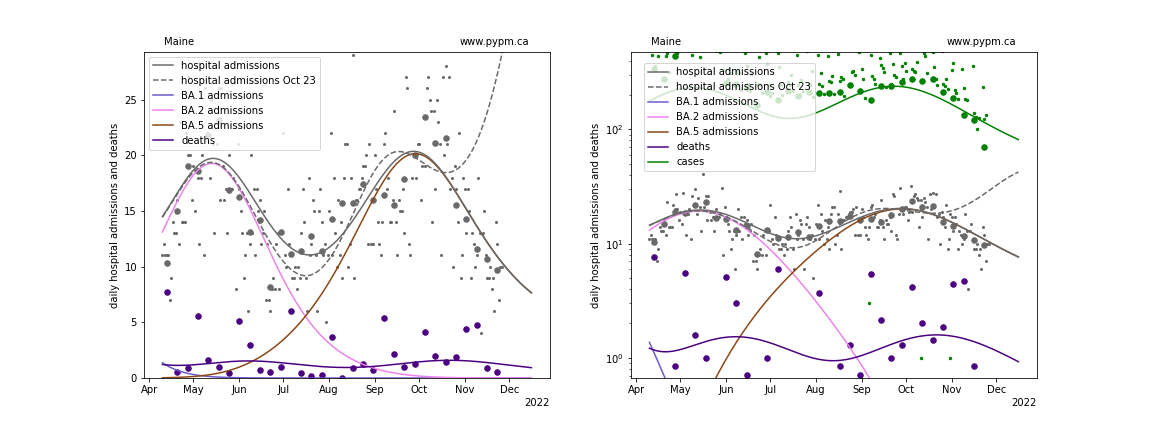 Maine www.pypm.ca
hospital admissions
hospital admissions Oct 23
BA.1 admissions
BA.2 admissions
BA.5 admissions
deaths
daily hospital admissions and deaths
25
20
15
10
5
0
Apr May Jun Jul Aug Sep Oct Nov Dec
2022
Maine www.pypm.ca
hospital admissions
hospital admissions Oct 23
BA.1 admissions
BA.2 admissions
BA.5 admissions
deaths
cases
daily hospital admissions and deaths
10²
10¹
10⁰
Apr May Jun Jul Aug Sep Oct Nov Dec
2022